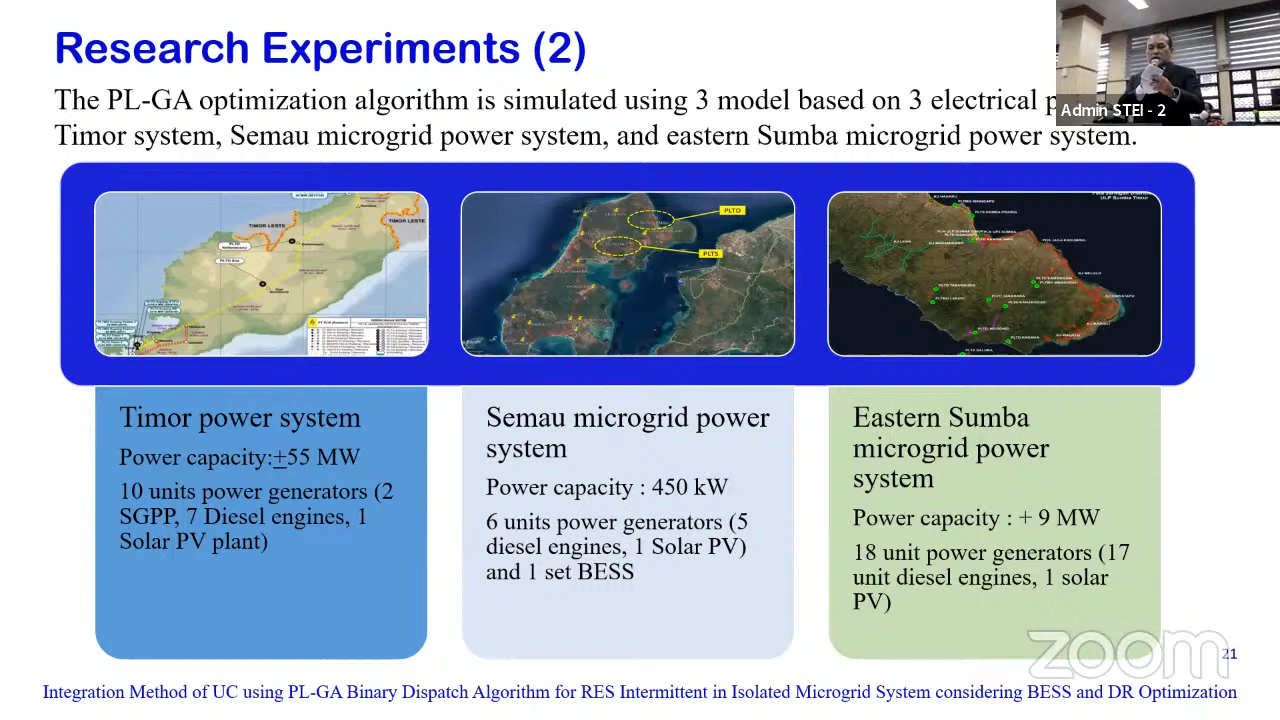 Research Experiments (2)
Admin STEI - 2
The PL-GA optimization algorithm is simulated using 3 model based on 3 electrical p
Timor system, Semau microgrid power system, and eastern Sumba microgrid power system.
TIMOR LESTE
TIMOR LESTE
PLTD
PLTS
Timor power system
Power capacity:+55 MW
10 units power generators (2
SGPP, 7 Diesel engines, 1
Solar PV plant)
Semau microgrid power
system
Power capacity : 450 kW
6 units power generators (5
diesel engines, 1 Solar PV)
and 1 set BESS
Eastern Sumba
microgrid power
system
Power capacity : + 9 MW
18 unit power generators (17
unit diesel engines, 1 solar
PV)
zoom
21
Integration Method of UC using PL-GA Binary Dispatch Algorithm for RES Intermittent in Isolated Microgrid System considering BESS and DR Optimization